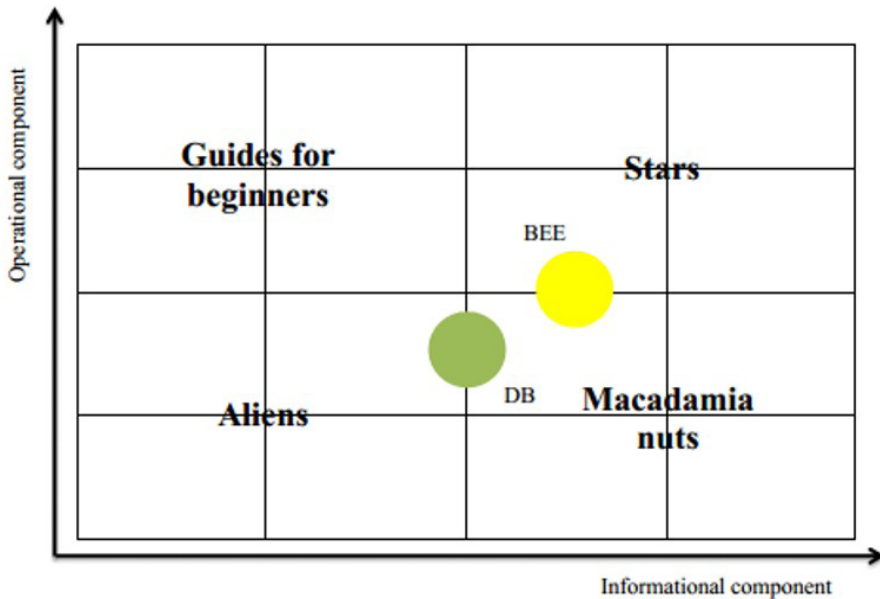 Operational component
Guides for
beginners
Stars
BEE
DB
Aliens
Macadamia
nuts
Informational component